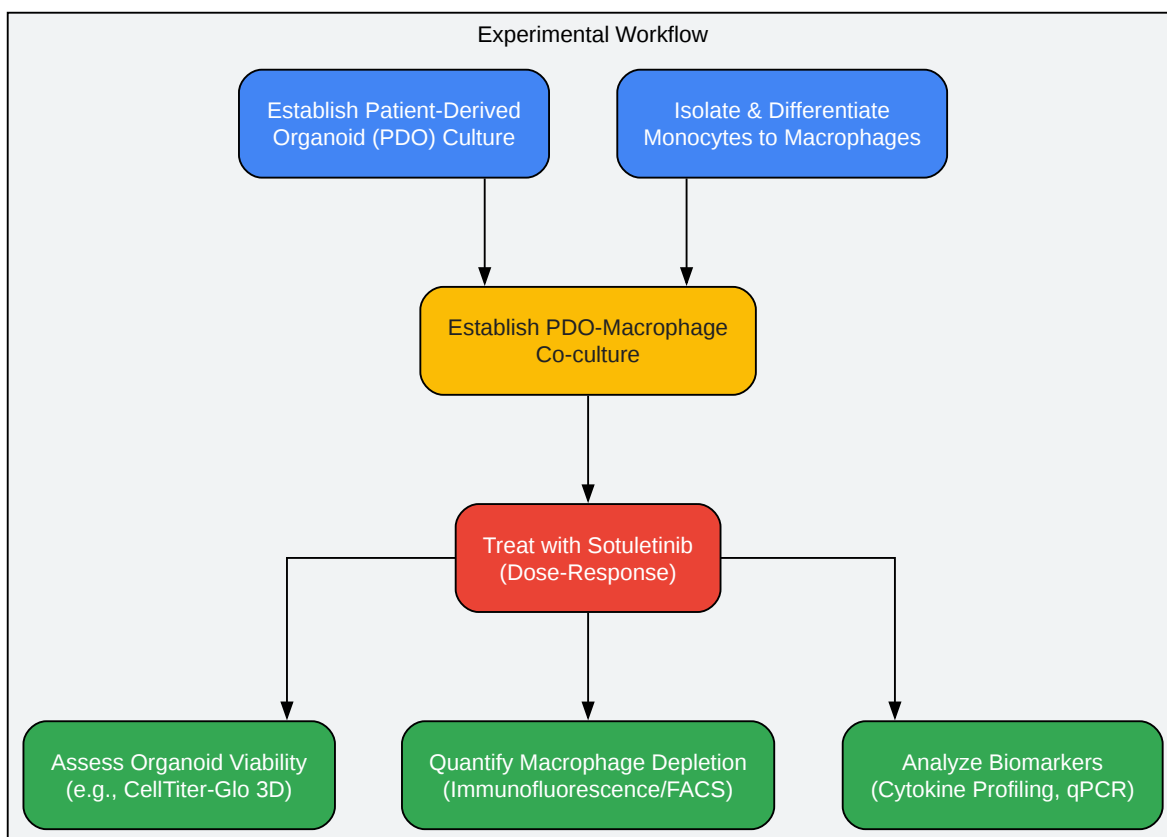 Experimental Workflow
Establish Patient-Derived
Organoid (PDO) Culture
Isolate & Differentiate
Monocytes to Macrophages
Establish PDO-Macrophage
Co-culture
Treat with Sotuletinib
(Dose-Response)
Assess Organoid Viability
(e.g., CellTiter-Glo 3D)
Quantify Macrophage Depletion
(Immunofluorescence/FACS)
Analyze Biomarkers
(Cytokine Profiling, qPCR)